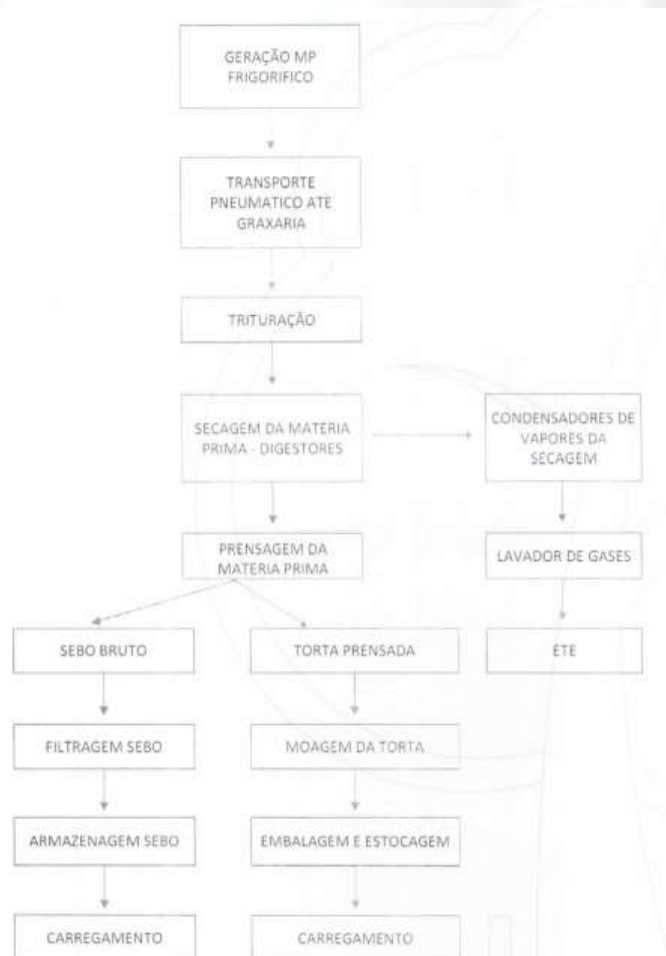 GERAÇÃO MP
FRIGORIFICO
TRANSPORTE
PNEUMATICO ATE
GRAXARIA
TRITURAÇÃO
SECAGEM DA MATERIA
PRIMA - DIGESTORES
CONDENSADORES DE
VAPORES DA
SECAGEM
PRENSAGEM DA
MATERIA PRIMA
LAVADOR DE GASES
SEBO BRUTO
TORTA PRENSADA
ETE
FILTRAGEM SEBO
MOAGEM DA TORTA
ARMAZENAGEM SEBO
EMBALAGEM E ESTOCAGEM
CARREGAMENTO
CARREGAMENTO